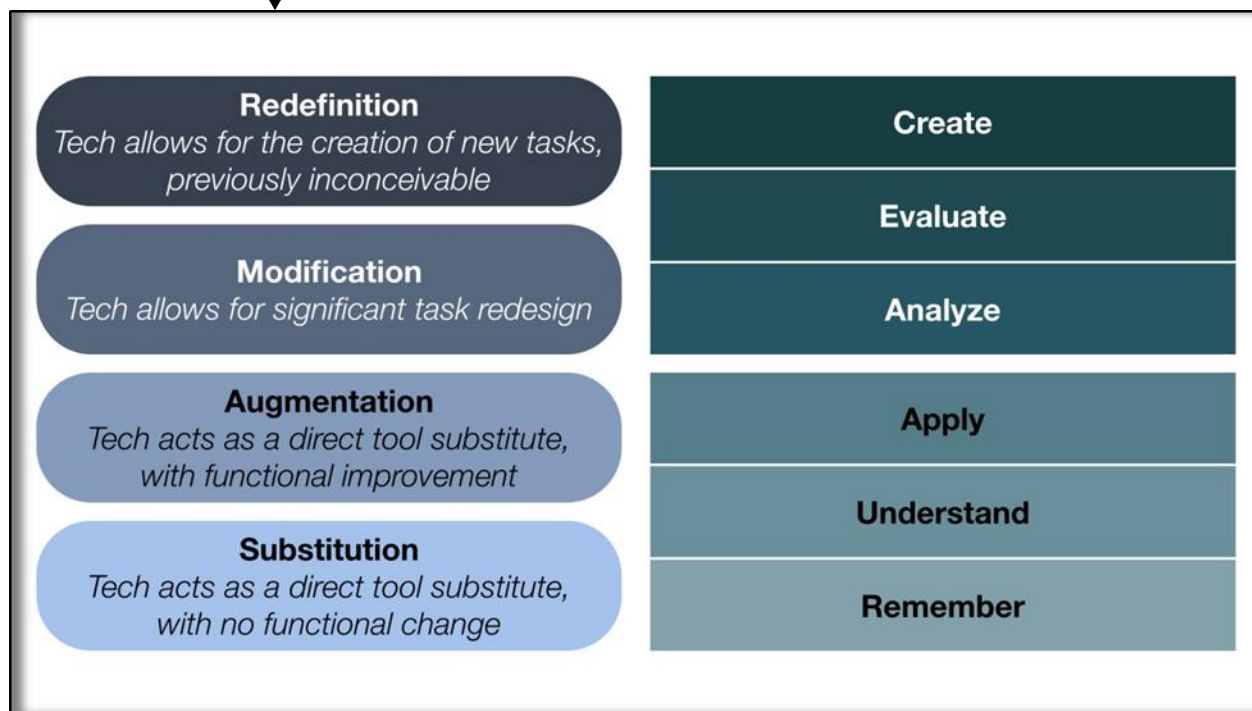 Redefinition
Tech allows for the creation of new tasks,
previously inconceivable
Modification
Tech allows for significant task redesign
Augmentation
Tech acts as a direct tool substitute,
with functional improvement
Substitution
Tech acts as a direct tool substitute,
with no functional change
Create
Evaluate
Analyze
Apply
Understand
Remember